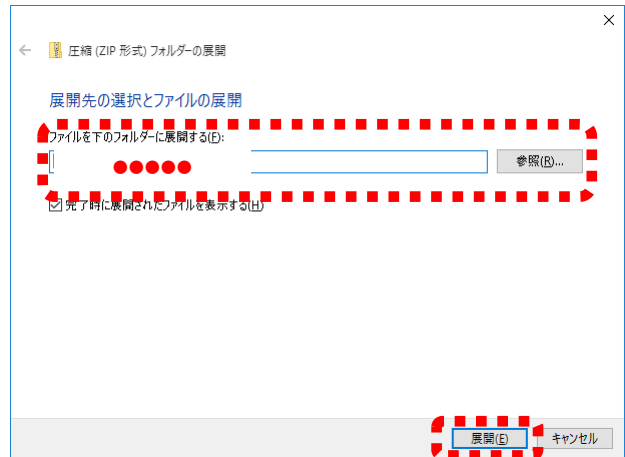 圧縮 (ZIP 形式) フォルダーの展開
展開先の選択とファイルの展開
ファイルを下のフォルダーに展開する(F):
●●●●●
参照(R)...
完了時に展開されたファイルを表示する(H)
展開(E)
キャンセル